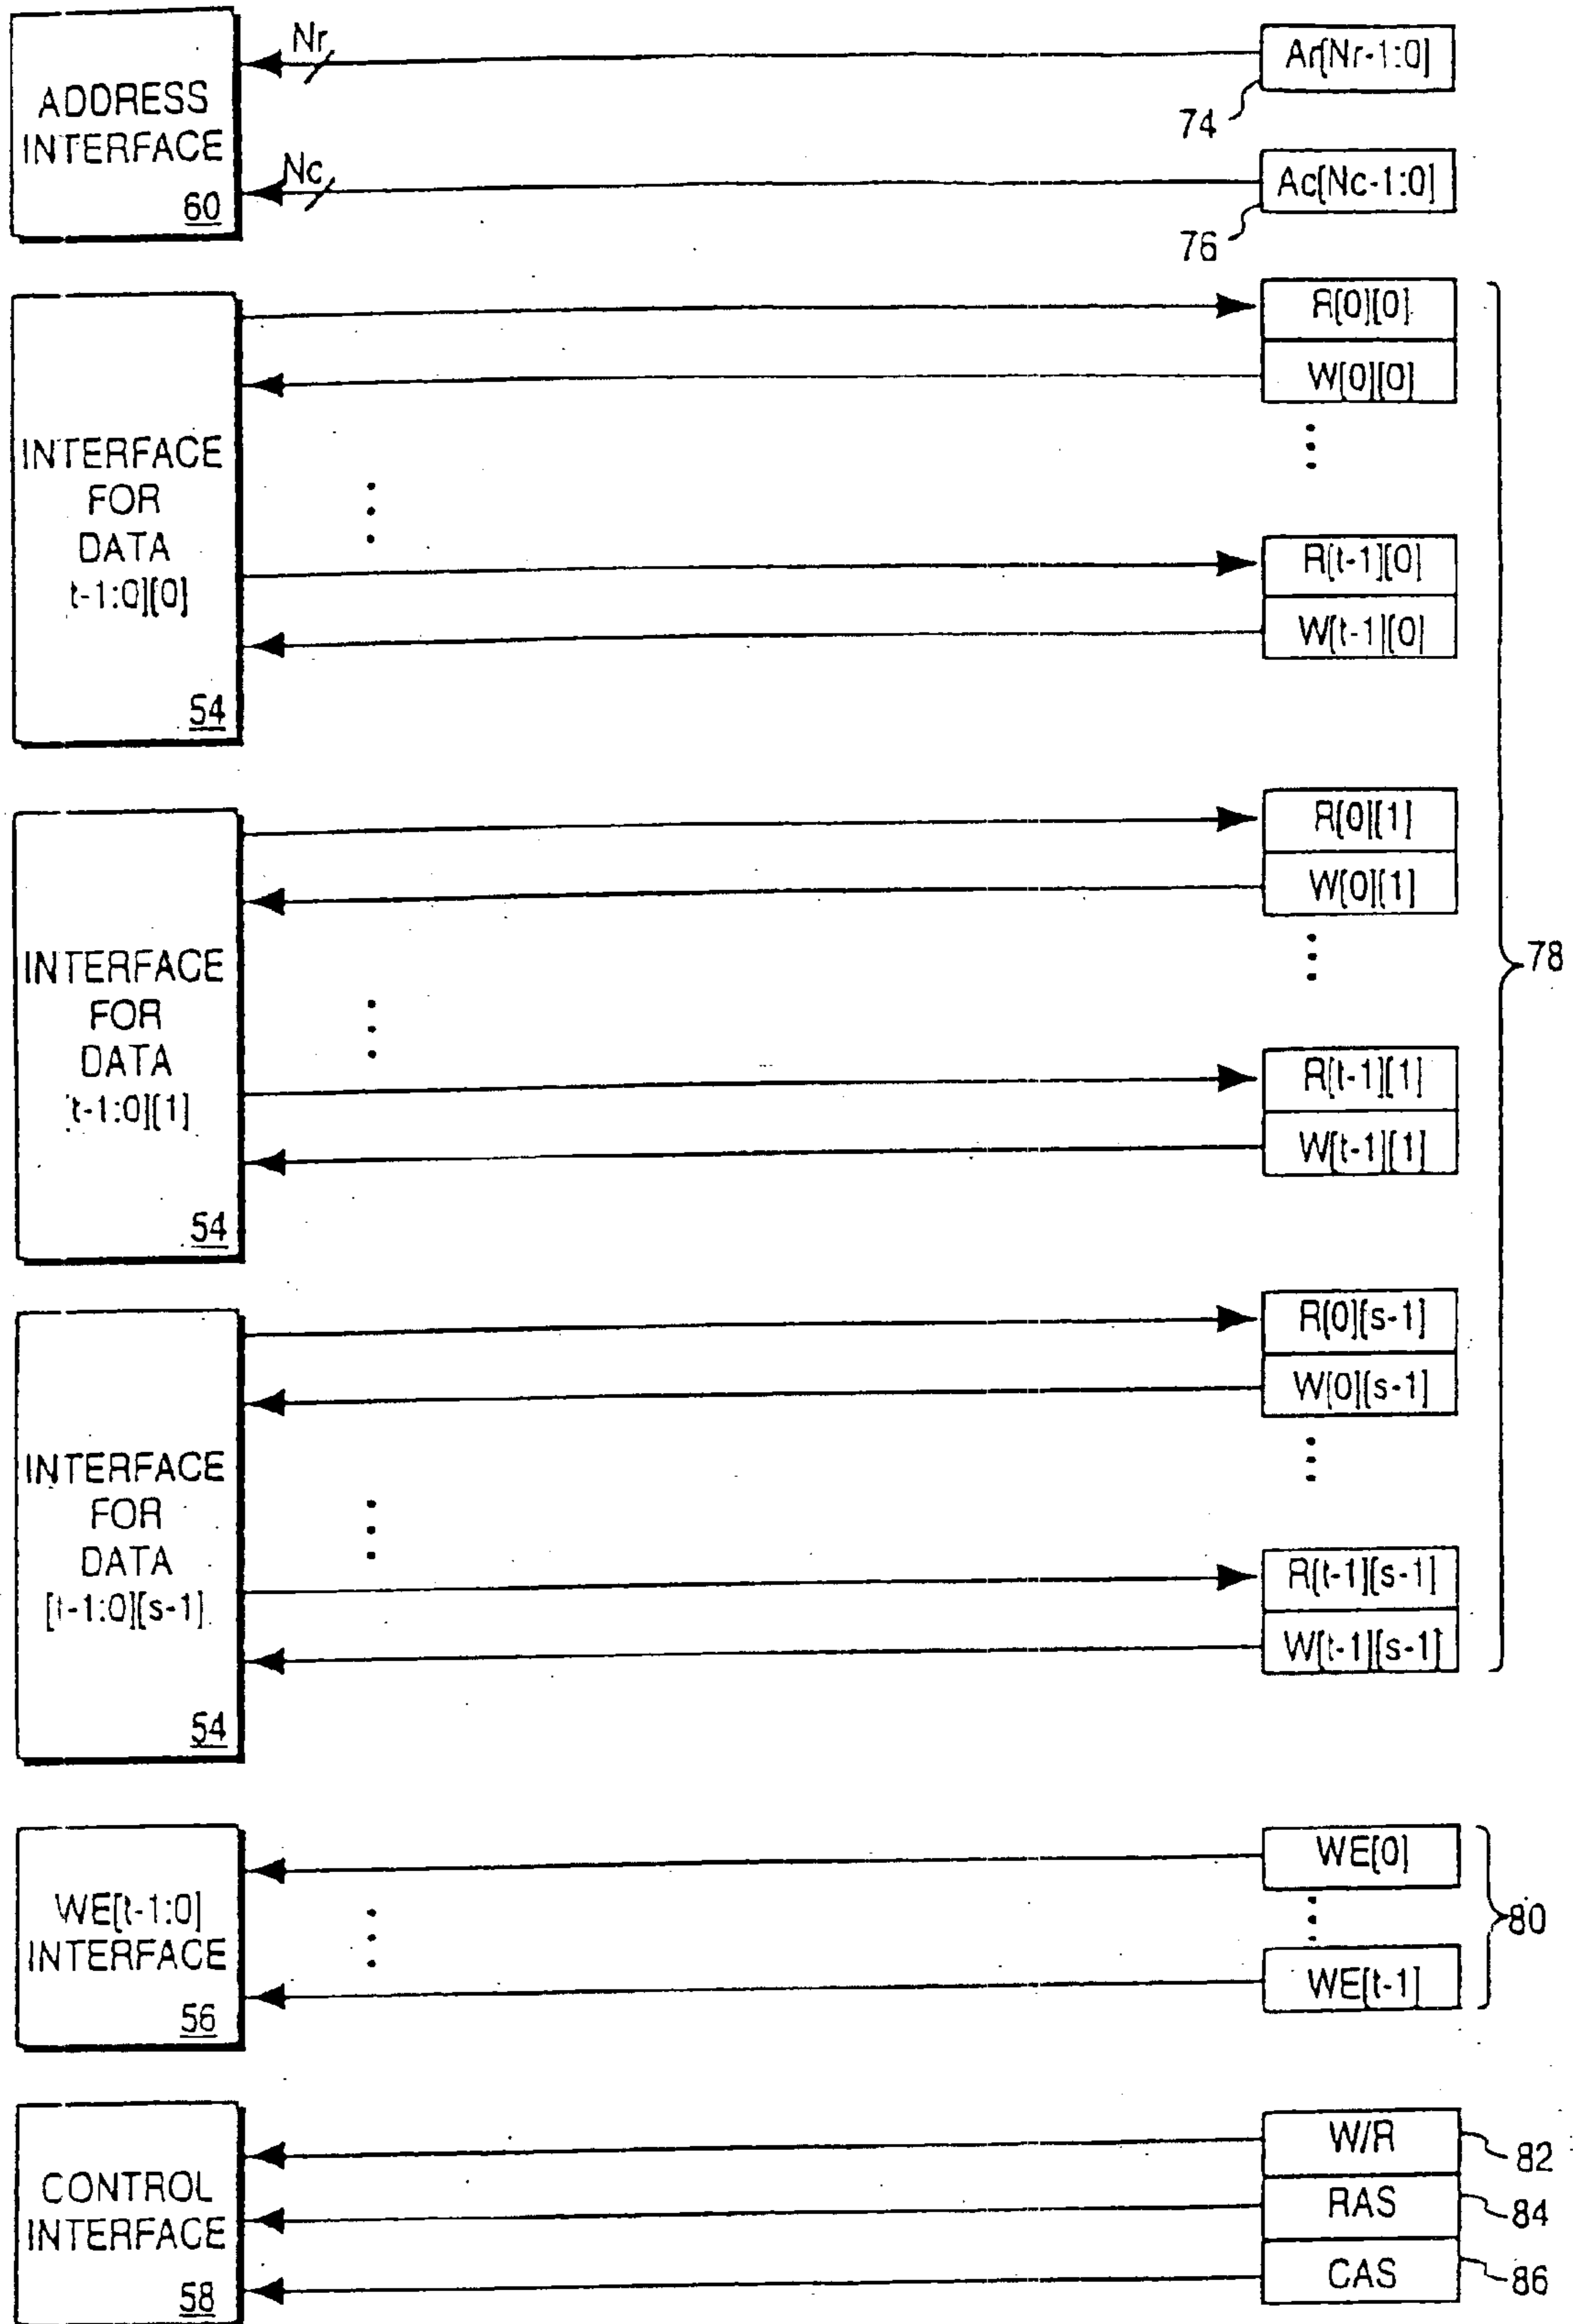 Nr
Ar[Nr-1:0]
ADDRESS
INTERFACE
60
74
Nc
Ac[Nc-1:0]
76
INTERFACE
FOR
DATA
t-1:0][0]
54
R[0][0]
W[0][0]
R[t-1][0]
W[t-1][0]
INTERFACE
FOR
DATA
[t-1:0][1]
54
R[0][1]
W[0][1]
R[t-1][1]
W[t-1][1]
78
INTERFACE
FOR
DATA
[t-1:0][s-1]
54
R[0][s-1]
W[0][s-1]
R[t-1][s-1]
W[t-1][s-1]
WE[t-1:0]
INTERFACE
56
WE[0]
WE[t-1]
80
CONTROL
INTERFACE
58
W/R
82
RAS
84
CAS
86